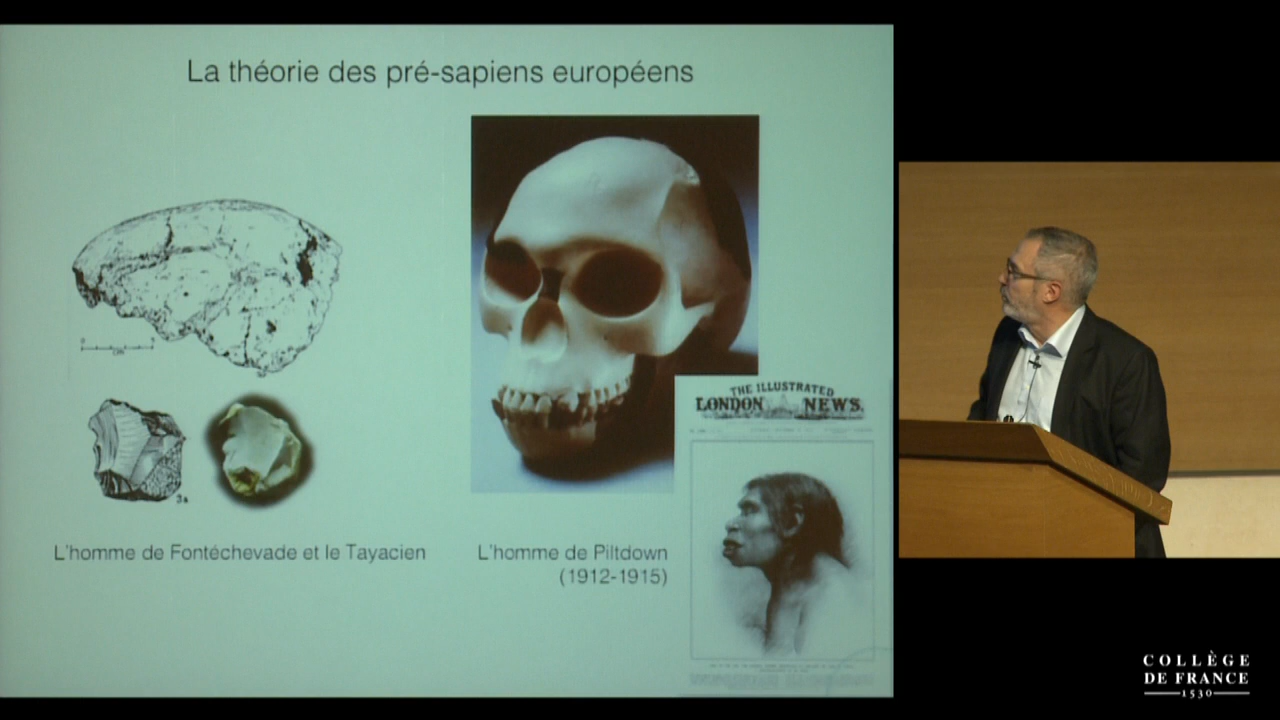 La théorie des pré-sapiens européens
THE ILLUSTRATED
LONDON NEWS.
3a
L'homme de Fontéchevade et le Tayacien
L'homme de Piltdown
(1912-1915)
COLLÈGE
DE FRANCE
1530